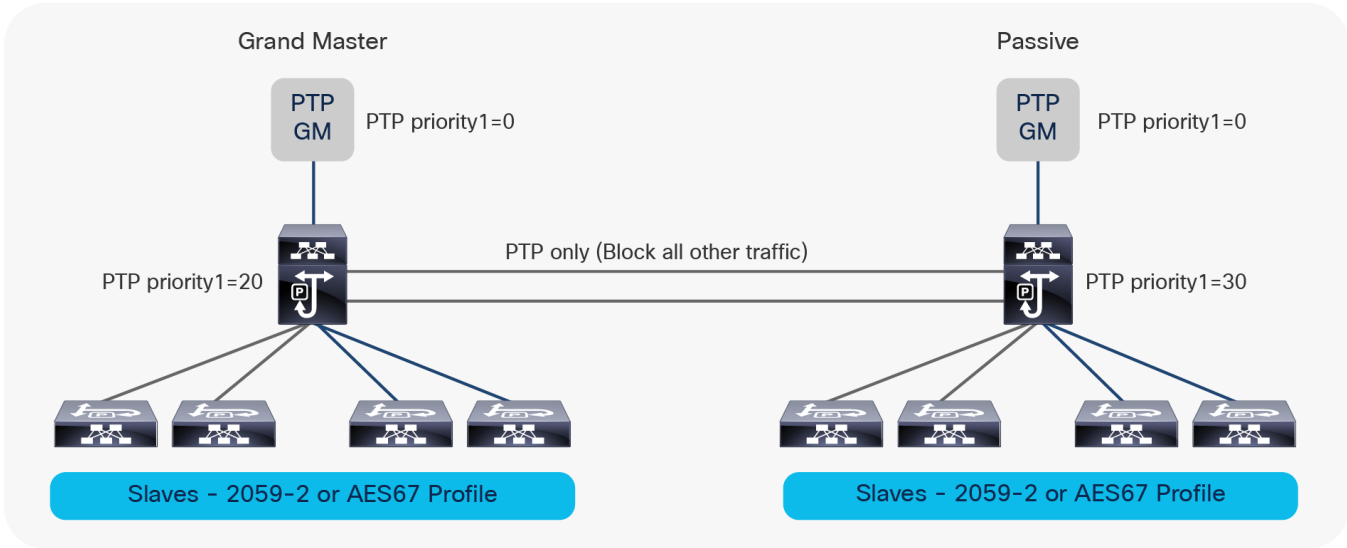 Grand Master
Passive
PTP
GM
PTP priority1=0
PTP
GM
PTP priority1=0
PTP only (Block all other traffic)
PTP priority1=20
PTP priority1=30
P
P
P
P
P
P
P
P
P
P
Slaves - 2059-2 or AES67 Profile
Slaves - 2059-2 or AES67 Profile